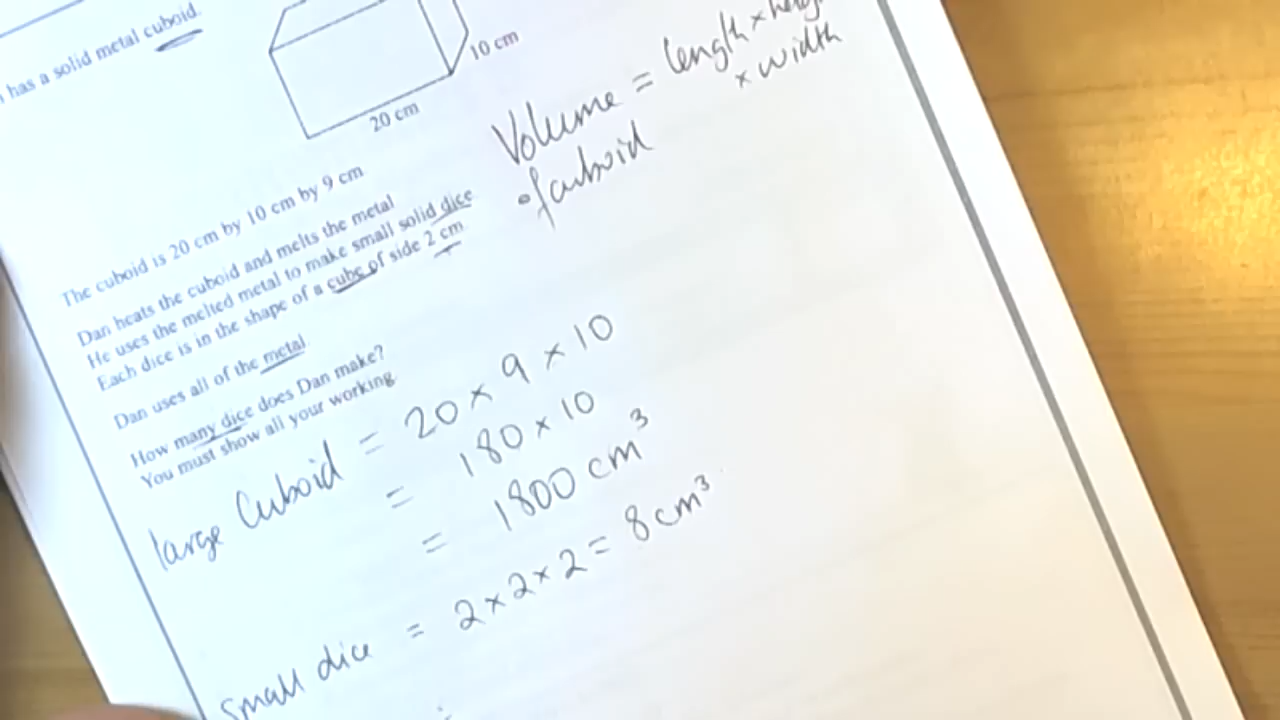 has a solid metal cuboid.
10 cm
20 cm
Volume = length ×
of cuboid × width
The cuboid is 20 cm by 10 cm by 9 cm
Dan heats the cuboid and melts the metal
He uses the melted metal to make small solid dice
Each dice is in the shape of a cube of side 2 cm
Dan uses all of the metal.
How many dice does Dan make?
You must show all your working
large Cuboid = 20 × 9 × 10
= 180 × 10
= 1800 cm³
Small dice = 2 × 2 × 2 = 8 cm³